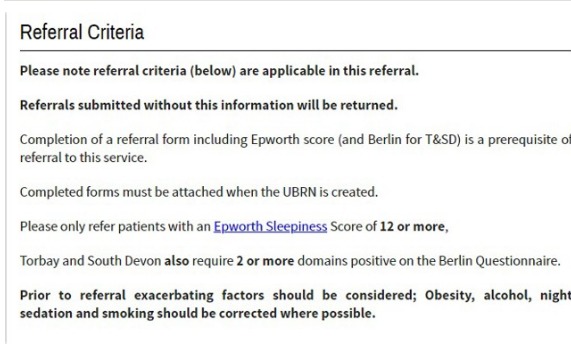 Referral Criteria
Please note referral criteria (below) are applicable in this referral.
Referrals submitted without this information will be returned.
Completion of a referral form including Epworth score (and Berlin for T&SD) is a prerequisite of
referral to this service.
Completed forms must be attached when the UBRN is created.
Please only refer patients with an Epworth Sleepiness Score of 12 or more,
Torbay and South Devon also require 2 or more domains positive on the Berlin Questionnaire.
Prior to referral exacerbating factors should be considered; Obesity, alcohol, night
sedation and smoking should be corrected where possible.